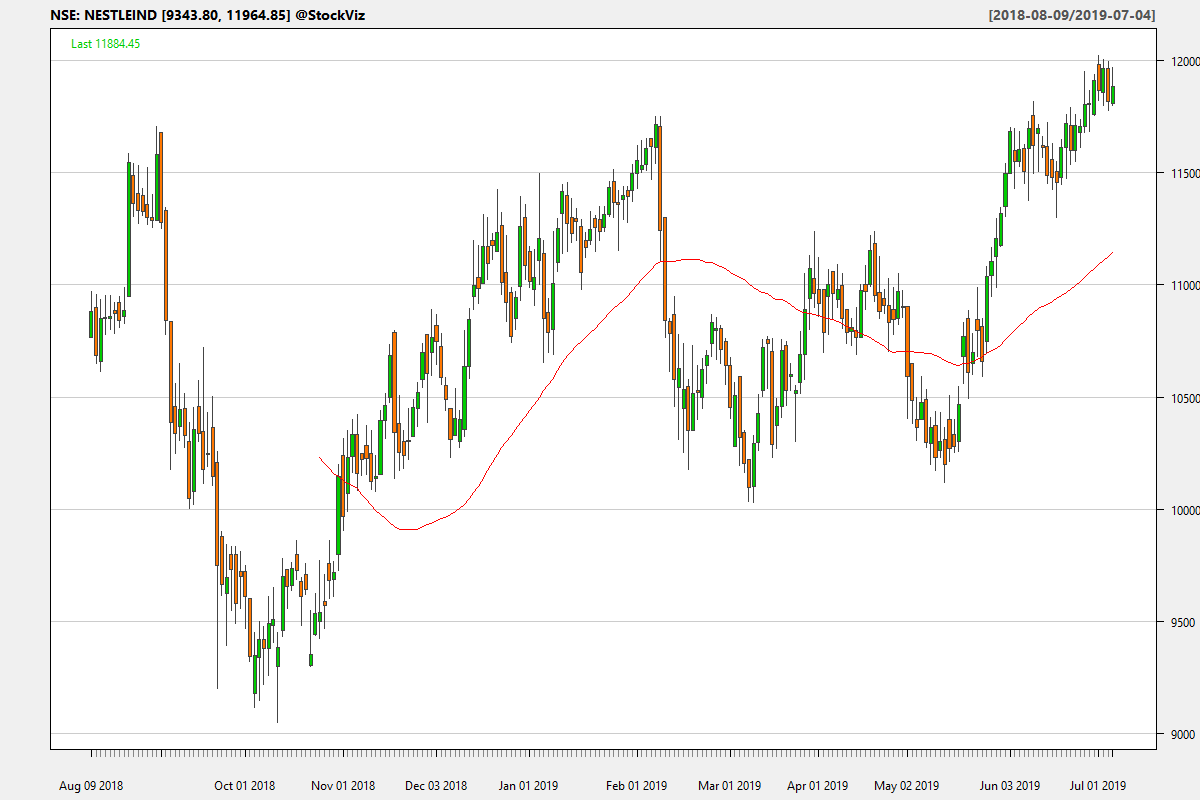 NSE: NESTLEIND [9343.80, 11964.85] @StockViz
[2018-08-09/2019-07-04]
Last 11884.45
12000
11500
11000
10500
10000
9500
9000
Aug 09 2018
Oct 01 2018
Nov 01 2018
Dec 03 2018
Jan 01 2019
Feb 01 2019
Mar 01 2019
Apr 01 2019
May 02 2019
Jun 03 2019
Jul 01 2019